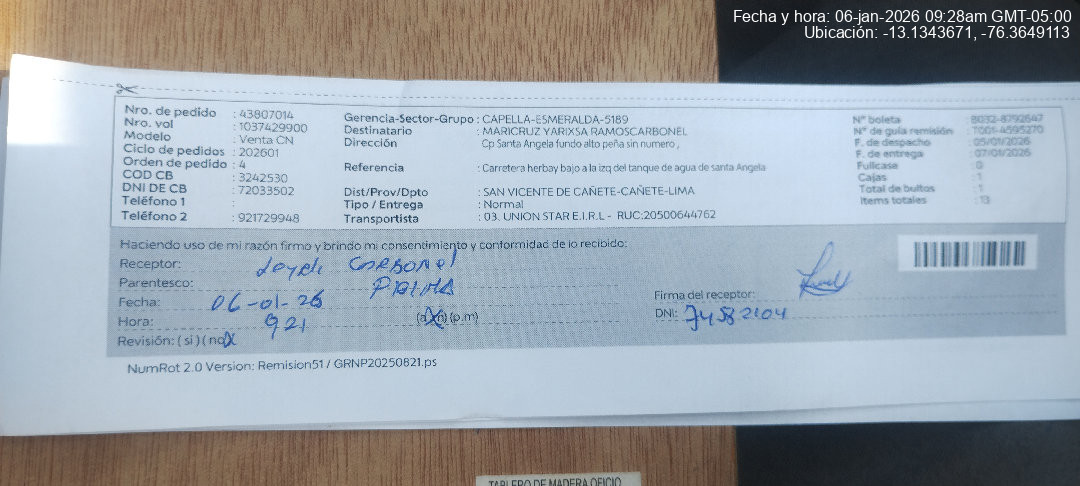 Fecha y hora: 06-jan-2026 09:28am GMT-05:00
Ubicación: -13.1343671, -76.3649113
Nro. de pedido : 43807014
Nro. vol : 1037429900
Modelo : Venta CN
Ciclo de pedidos : 202601
Orden de pedido : 4
COD CB : 3242530
DNI DE CB : 72033502
Teléfono 1 :
Teléfono 2 : 921729948
Gerencia-Sector-Grupo : CAPELLA-ESMERALDA-5189
Destinatario : MARICRUZ YARIXSA RAMOSCARBONEL
Dirección : Cp Santa Angela fundo alto peña sin numero ,
Referencia : Carretera herbay bajo a la izq del tanque de agua de santa Angela
Dist/Prov/Dpto : SAN VICENTE DE CAÑETE-CAÑETE-LIMA
Tipo / Entrega : Normal
Transportista : 03. UNION STAR E.I.R.L - RUC:20500644762
N° boleta : B032-8792647
N° de guía remisión : T001-4595270
F. de despacho : 05/01/2026
F. de entrega : 07/01/2026
Fullcase : 0
Cajas : 1
Total de bultos : 1
Items totales : 13
Haciendo uso de mi razón firmo y brindo mi consentimiento y conformidad de lo recibido:
Receptor: Carbonel
Parentesco: PRIMA
Fecha: 06-01-26
Hora: 921 (a.m) (p.m)
Revisión: ( si ) ( no )
Firma del receptor:
DNI: 74582104
NumRot 2.0 Version: Remision51 / GRNP20250821.ps
TABLERO DE MADERA OFICIO